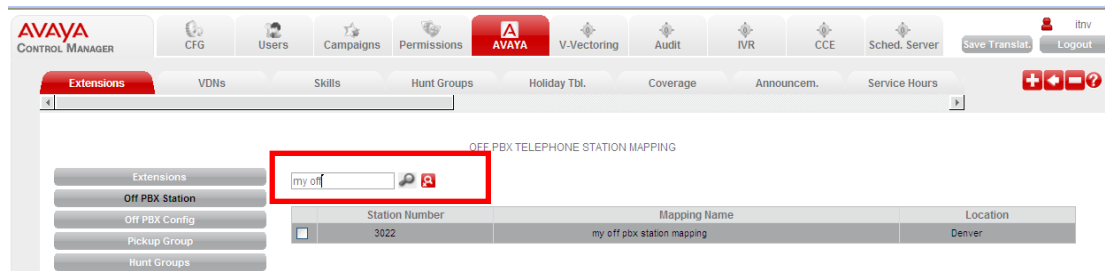 AVAYA
CONTROL MANAGER
CFG
Users
Campaigns
Permissions
A
AVAYA
V-Vectoring
Audit
IVR
CCE
Sched. Server
itnv
Save Translat.
Logout
Extensions
VDNs
Skills
Hunt Groups
Holiday Tbl.
Coverage
Announcem.
Service Hours
OFF PBX TELEPHONE STATION MAPPING
Extensions
Off PBX Station
Off PBX Config
Pickup Group
Hunt Groups
my off
Station Number Mapping Name Location
3022 my off pbx station mapping Denver